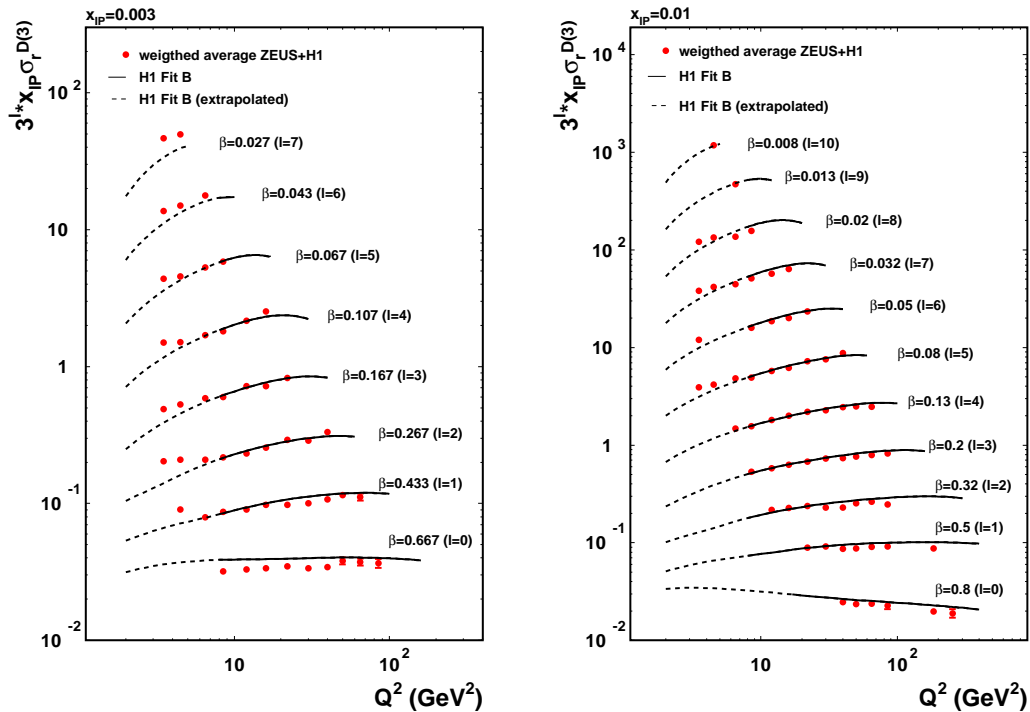 x_IP=0.003
3^l*x_IP σ_r^D(3)
weigthed average ZEUS+H1
H1 Fit B
H1 Fit B (extrapolated)
10^2
10
1
10^-1
10^-2
β=0.027 (l=7)
β=0.043 (l=6)
β=0.067 (l=5)
β=0.107 (l=4)
β=0.167 (l=3)
β=0.267 (l=2)
β=0.433 (l=1)
β=0.667 (l=0)
10
10^2
Q^2 (GeV^2)
x_IP=0.01
3^l*x_IP σ_r^D(3)
weigthed average ZEUS+H1
H1 Fit B
H1 Fit B (extrapolated)
10^4
10^3
10^2
10
1
10^-1
10^-2
β=0.008 (l=10)
β=0.013 (l=9)
β=0.02 (l=8)
β=0.032 (l=7)
β=0.05 (l=6)
β=0.08 (l=5)
β=0.13 (l=4)
β=0.2 (l=3)
β=0.32 (l=2)
β=0.5 (l=1)
β=0.8 (l=0)
10
10^2
Q^2 (GeV^2)